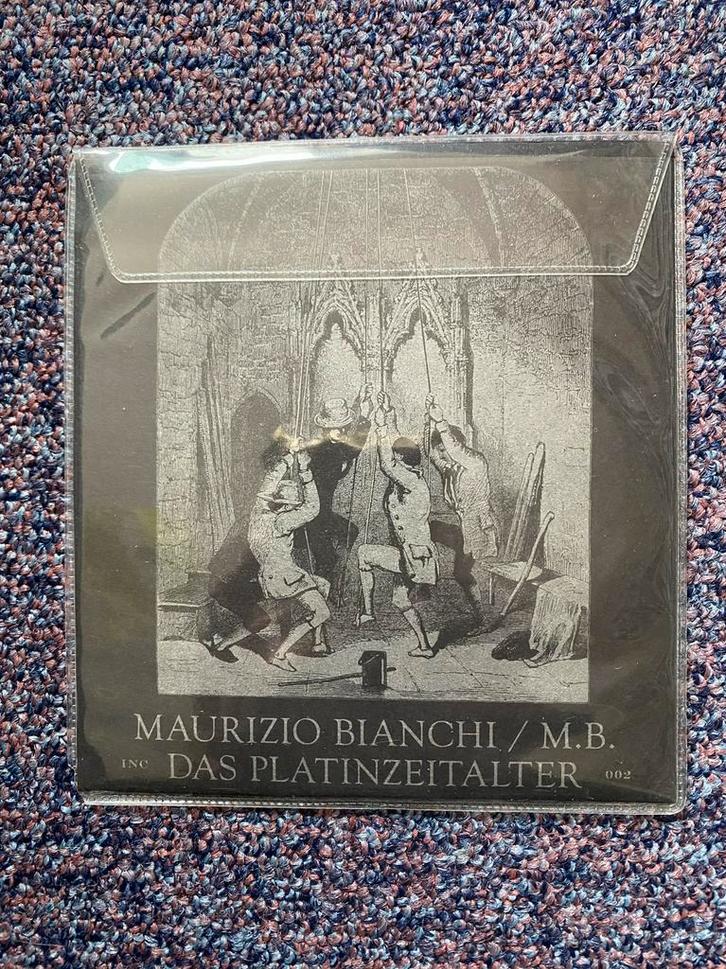 MAURIZIO BIANCHI / M.B.
INC DAS PLATINZEITALTER 002